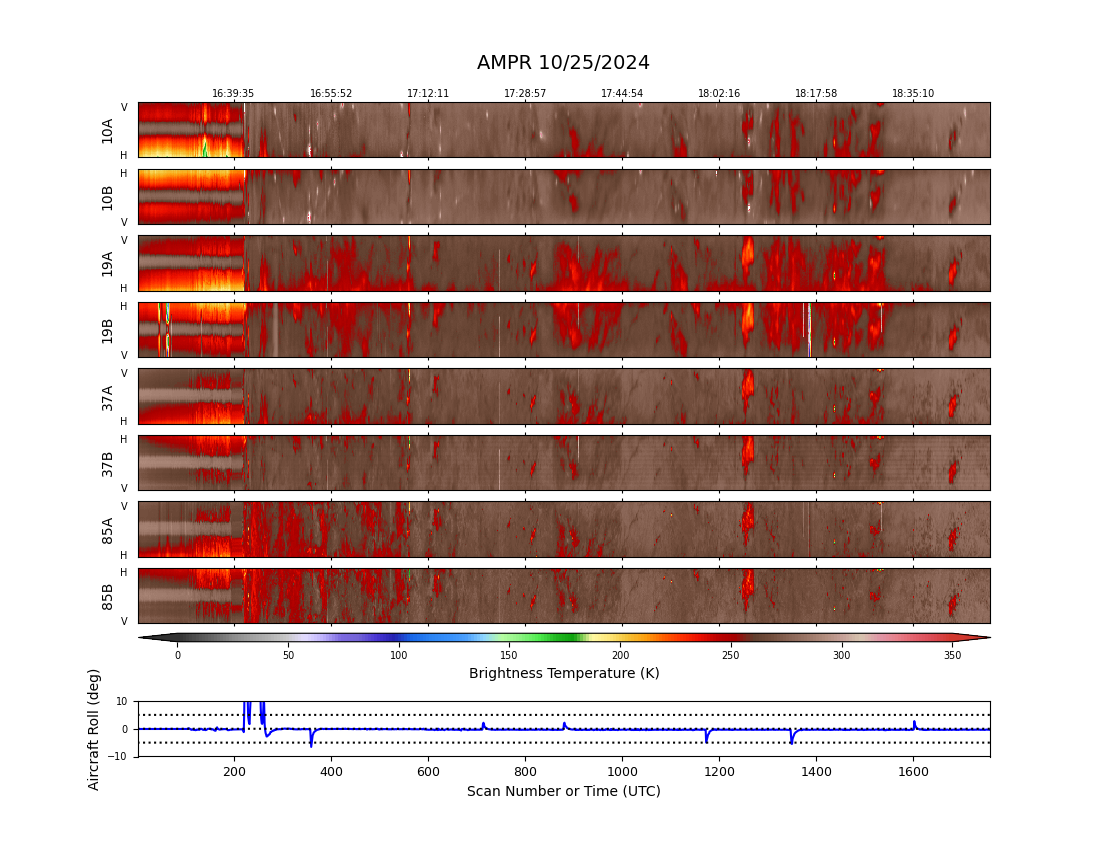 AMPR 10/25/2024
16:39:35 16:55:52 17:12:11 17:28:57 17:44:54 18:02:16 18:17:58 18:35:10
V
10A
H
H
10B
V
V
19A
H
H
19B
V
V
37A
H
H
37B
V
V
85A
H
H
85B
V
0 50 100 150 200 250 300 350
Brightness Temperature (K)
Aircraft Roll (deg)
10
0
−10
200 400 600 800 1000 1200 1400 1600
Scan Number or Time (UTC)